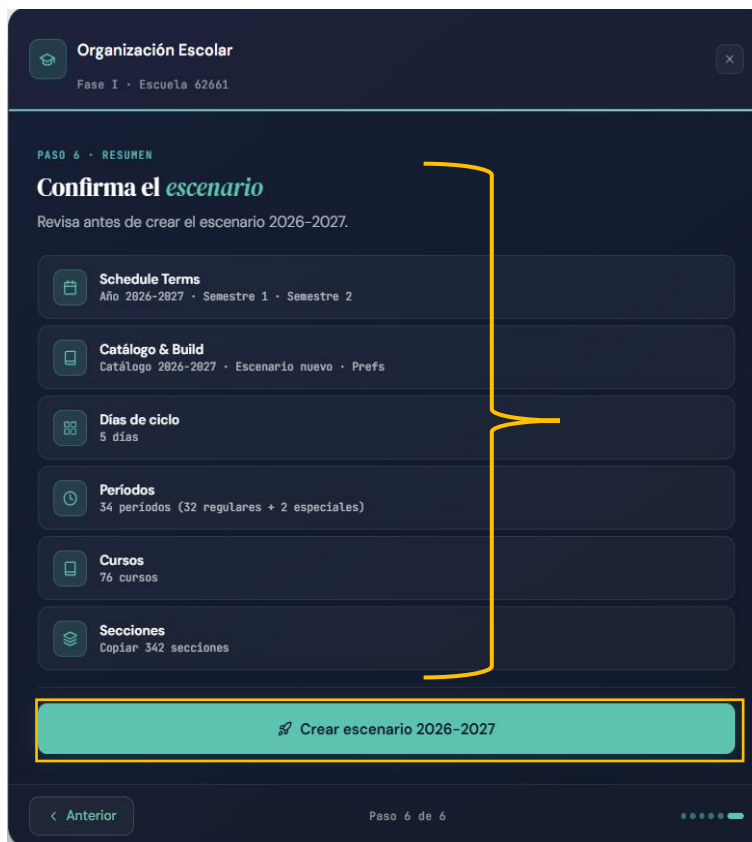 Organización Escolar
Fase I · Escuela 62661
PASO 6 · RESUMEN
Confirma el escenario
Revisa antes de crear el escenario 2026-2027.
Schedule Terms
Año 2026-2027 · Semestre 1 · Semestre 2
Catálogo & Build
Catálogo 2026-2027 · Escenario nuevo · Prefs
Días de ciclo
5 días
Períodos
34 períodos (32 regulares + 2 especiales)
Cursos
76 cursos
Secciones
Copiar 342 secciones
Crear escenario 2026-2027
Anterior
Paso 6 de 6